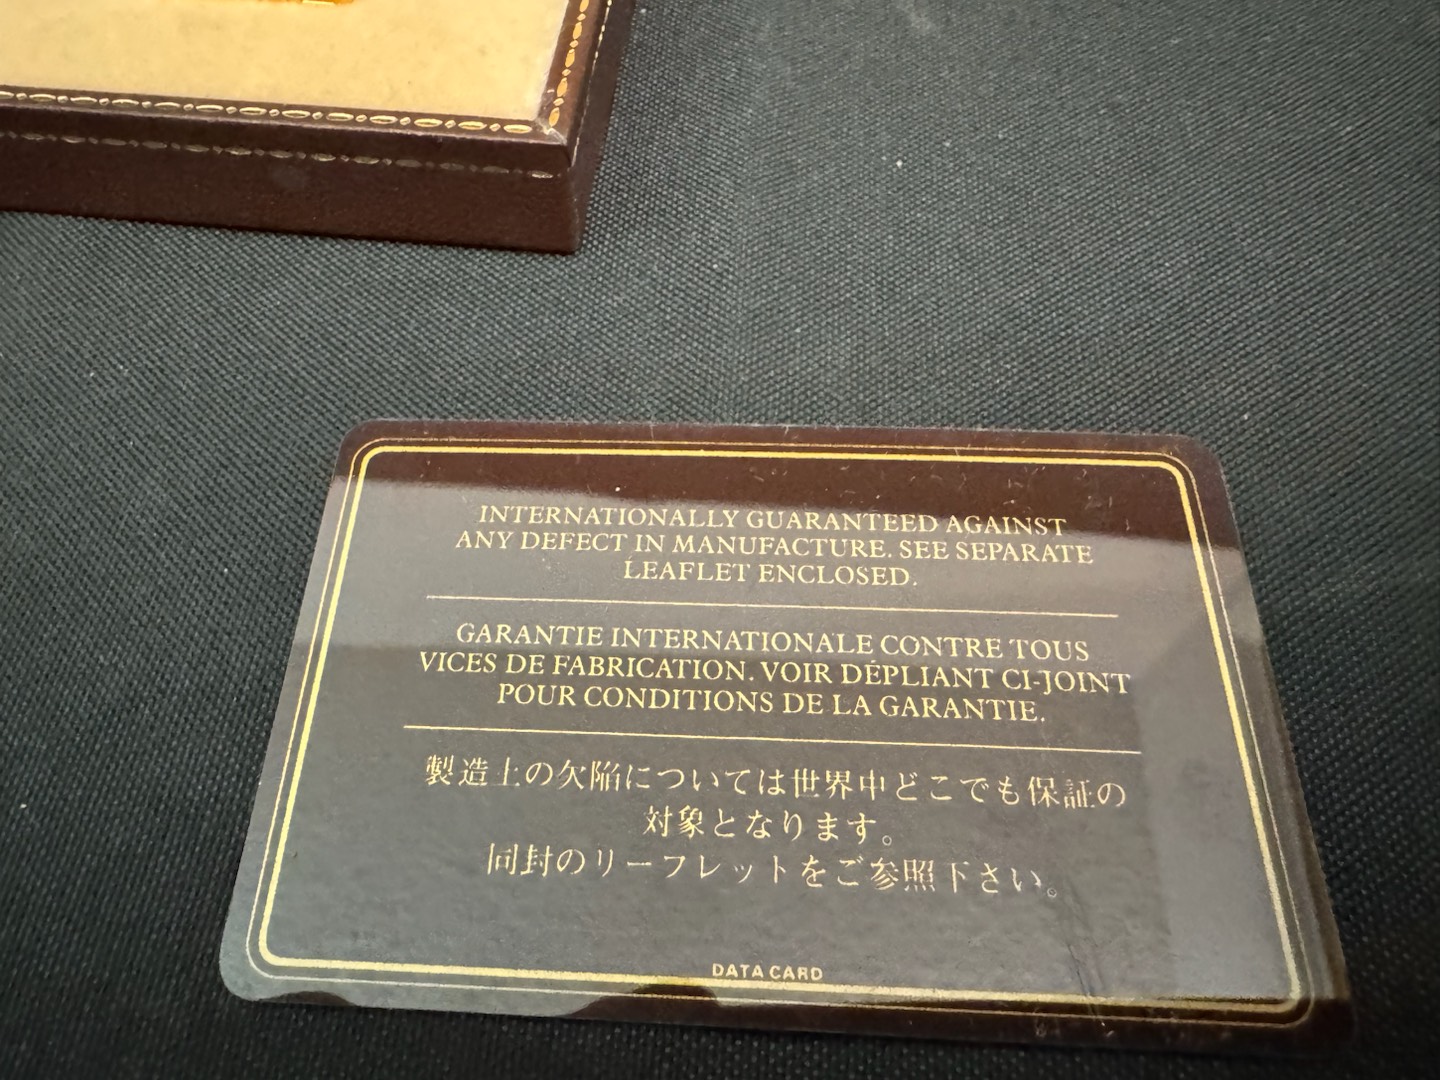 INTERNATIONALLY GUARANTEED AGAINST
ANY DEFECT IN MANUFACTURE. SEE SEPARATE
LEAFLET ENCLOSED.
GARANTIE INTERNATIONALE CONTRE TOUS
VICES DE FABRICATION. VOIR DÉPLIANT CI-JOINT
POUR CONDITIONS DE LA GARANTIE.
製造上の欠陥については世界中どこでも保証の
対象となります。
同封のリーフレットをご参照下さい。
DATA CARD